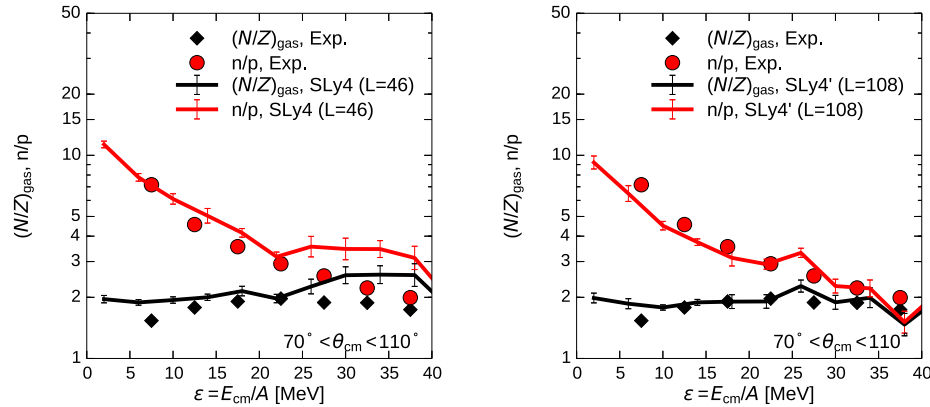 (N/Z)gas, n/p
50
30
20
15
10
5
4
3
2
1
(N/Z)gas, Exp.
n/p, Exp.
(N/Z)gas, SLy4 (L=46)
n/p, SLy4 (L=46)
70° <θcm <110°
0 5 10 15 20 25 30 35 40
ε=Ecm/A [MeV]
(N/Z)gas, n/p
50
30
20
15
10
5
4
3
2
1
(N/Z)gas, Exp.
n/p, Exp.
(N/Z)gas, SLy4' (L=108)
n/p, SLy4' (L=108)
70° <θcm <110°
0 5 10 15 20 25 30 35 40
ε=Ecm/A [MeV]